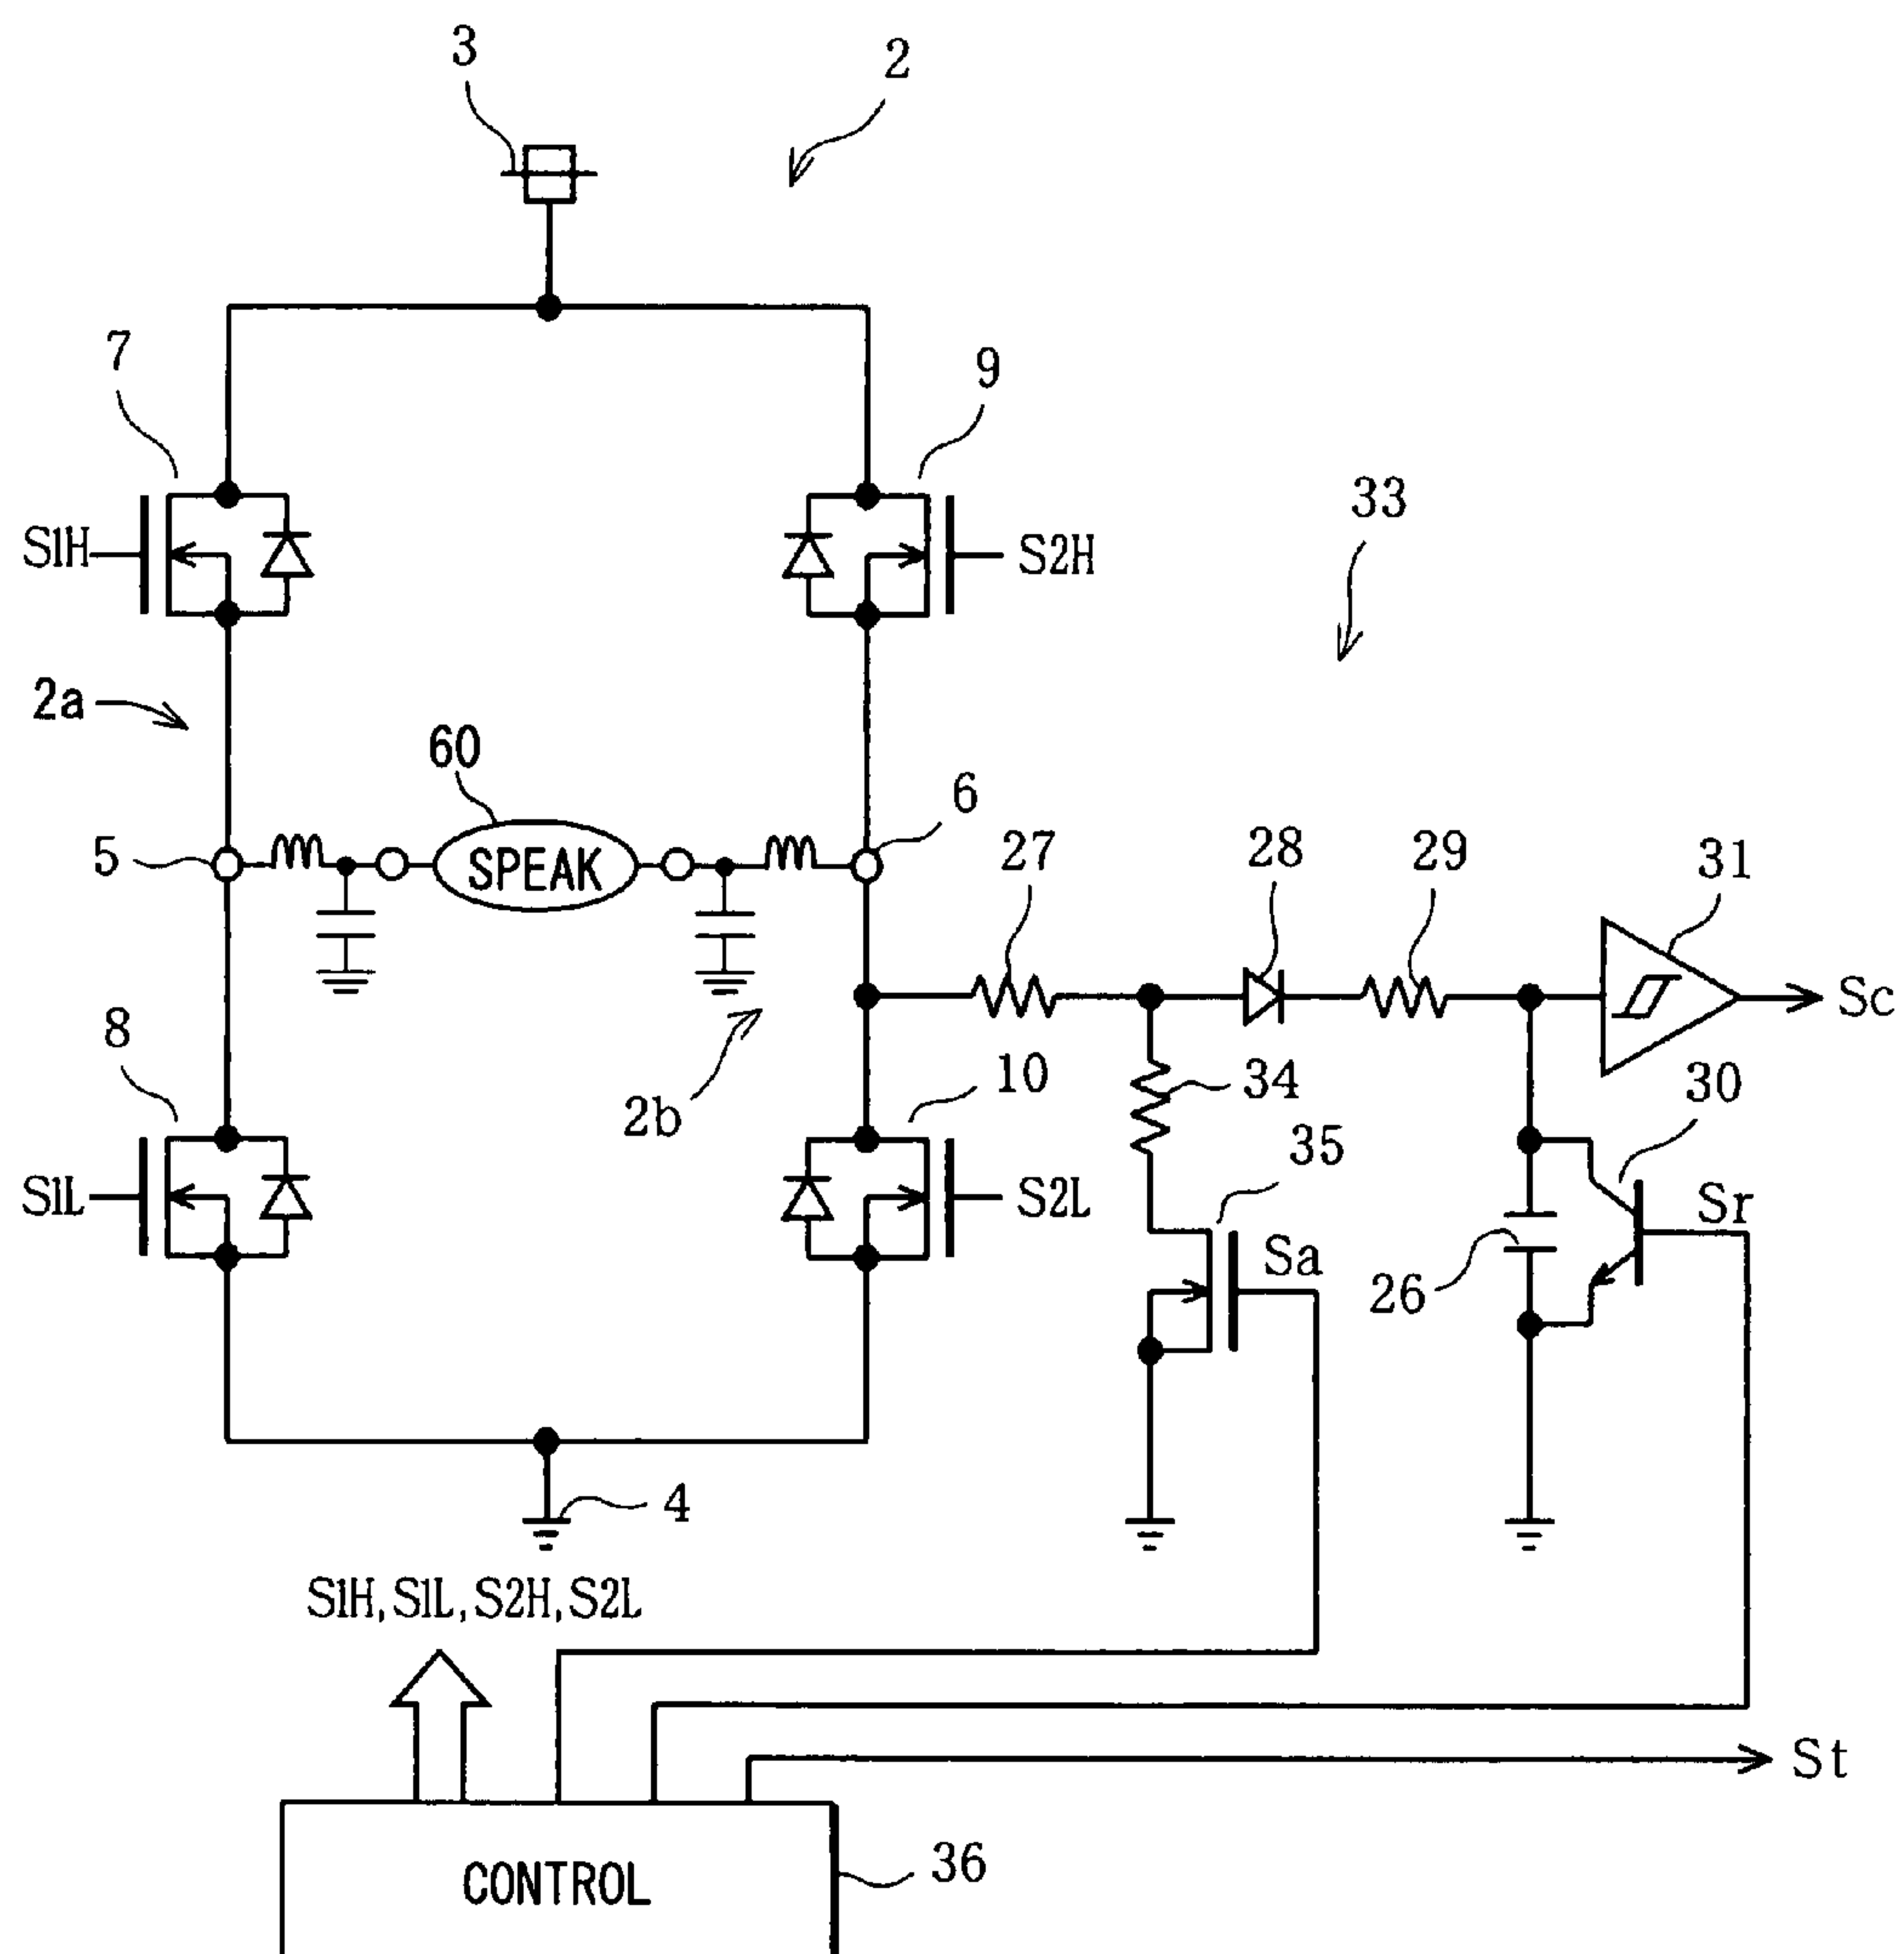 3
2
7
9
S1H
S2H
33
2a
60
5
SPEAK
6
27
28
29
31
Sc
8
10
34
30
2b
35
S1L
S2L
Sr
Sa
26
4
S1H, S1L, S2H, S2L
St
CONTROL
36